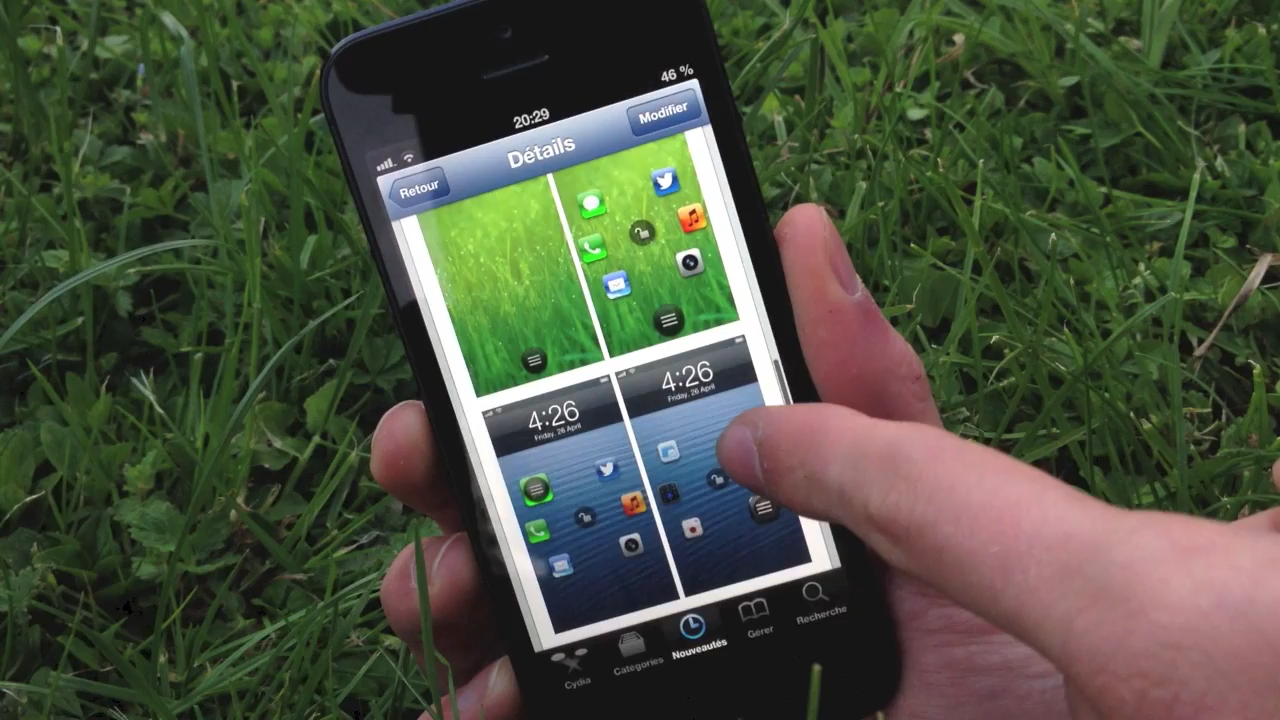 46 %
20:29
Retour
Détails
Modifier
4:26
Friday, 26 April
4:26
Friday, 26 April
Cydia
Catégories
Nouveautés
Gérer
Recherche